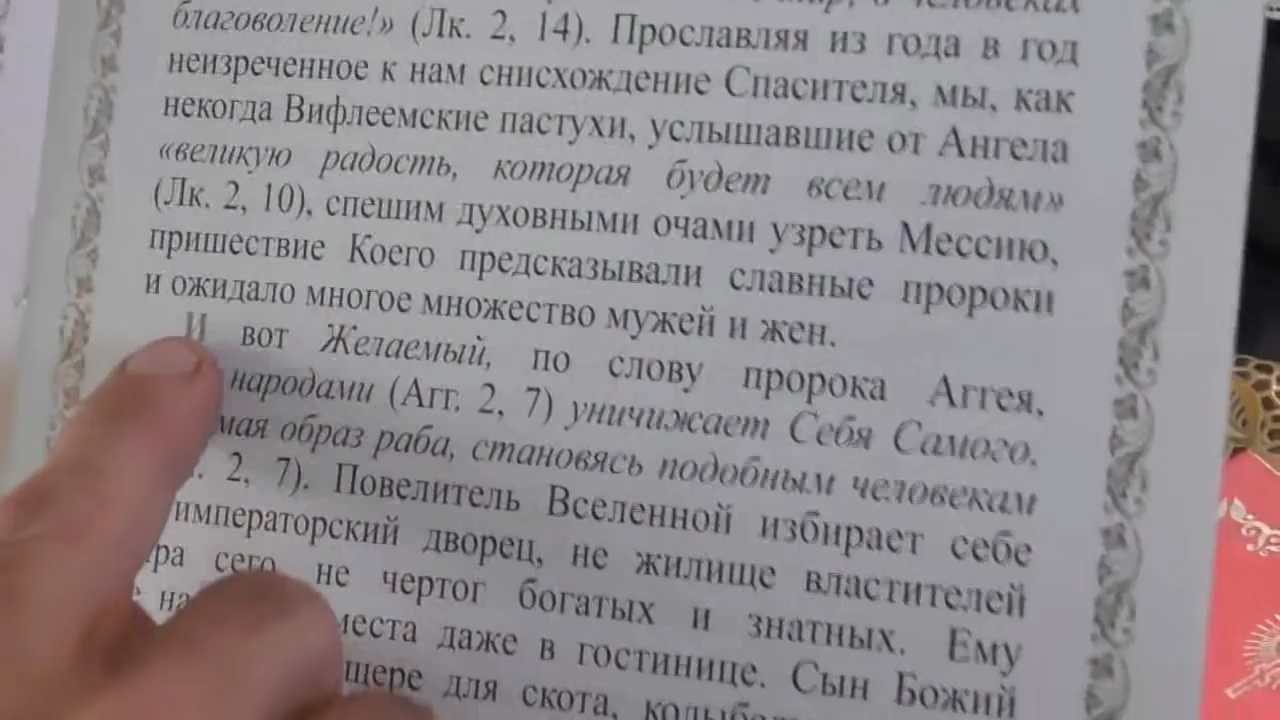 благоволение!» (Лк. 2, 14). Прославляя из года в год
неизреченное к нам снисхождение Спасителя, мы, как
некогда Вифлеемские пастухи, услышавшие от Ангела
«великую радость, которая будет всем людям»
(Лк. 2, 10), спешим духовными очами узреть Мессию,
пришествие Коего предсказывали славные пророки
и ожидало многое множество мужей и жен.
И вот Желаемый, по слову пророка Аггея,
народами (Агг. 2, 7) уничижает Себя Самого,
образ раба, становясь подобным человекам
2, 7). Повелитель Вселенной избирает себе
императорский дворец, не жилище властителей
сего, не чертог богатых и знатных. Ему
места даже в гостинице. Сын Божий
для скота,